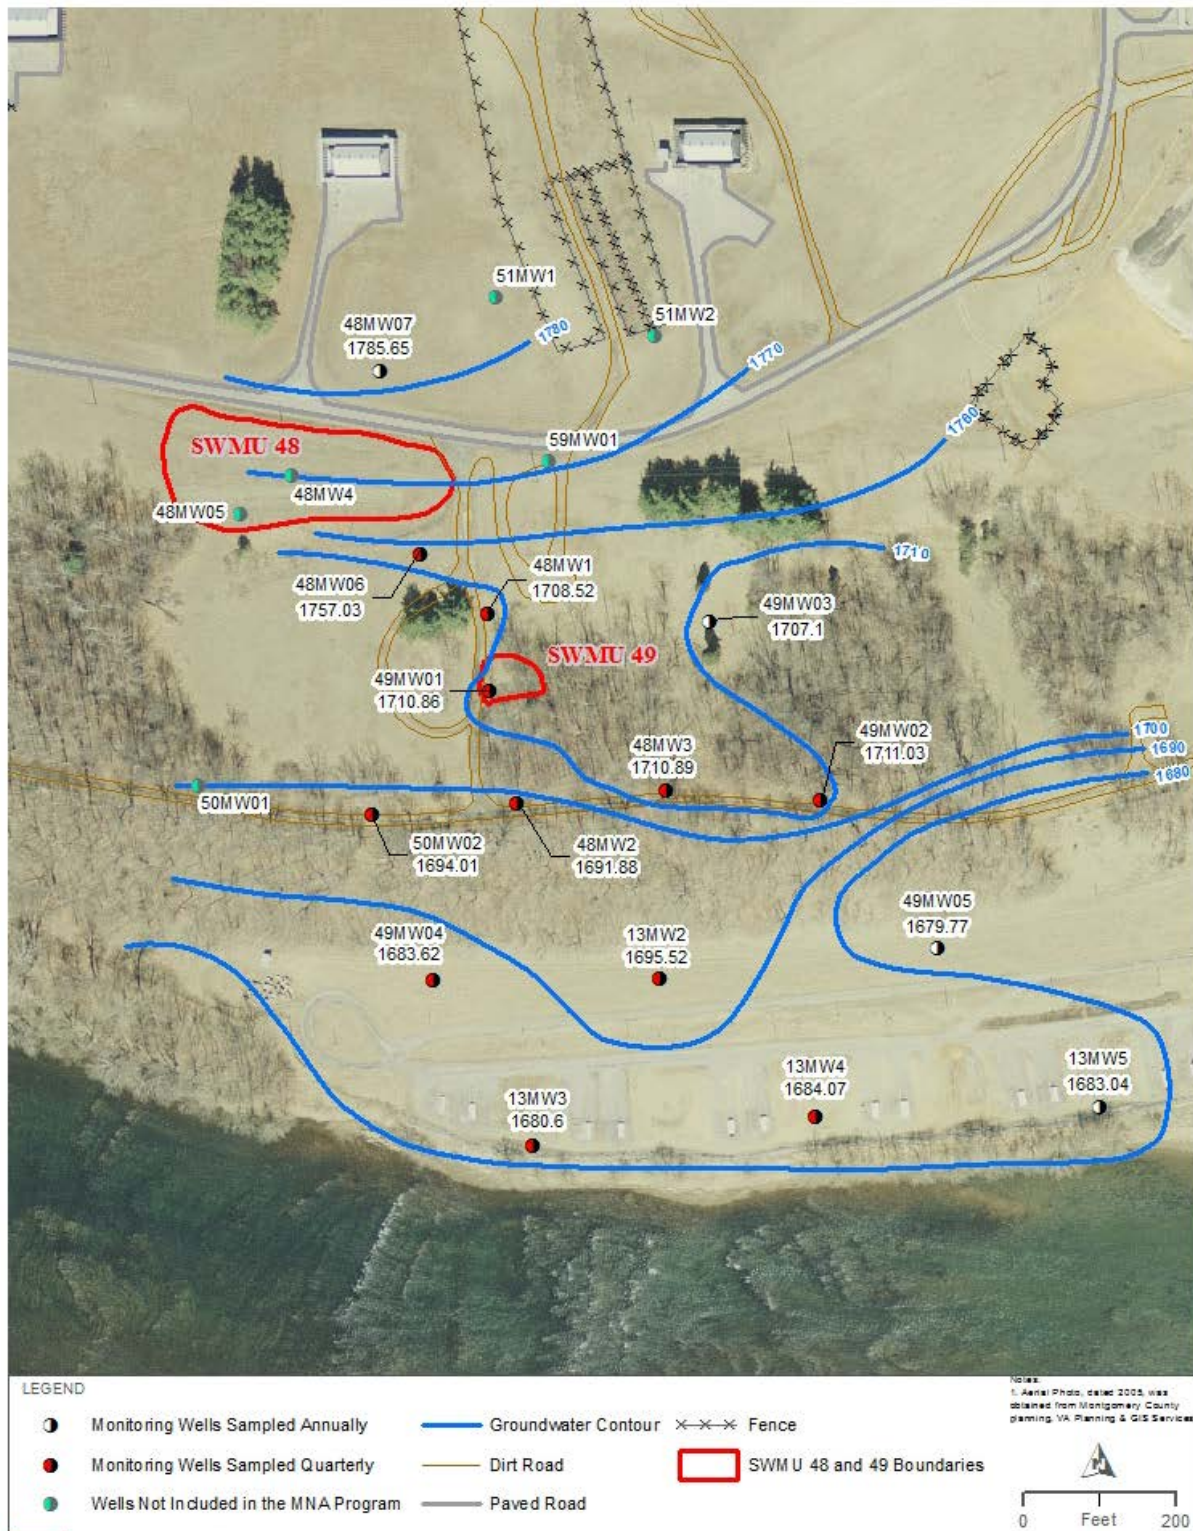 51MW1
1780
51MW2
48MW07
1785.65
1770
59MW01
1760
SWMU 48
48MW4
48MW05
48MW1
1708.52
1710
48MW06
1757.03
49MW03
1707.1
SWMU 49
49MW01
1710.86
49MW02
1711.03
48MW3
1710.89
1700
1690
1680
50MW01
50MW02
1694.01
48MW2
1691.88
49MW05
1679.77
49MW04
1683.62
13MW2
1695.52
13MW5
1683.04
13MW4
1684.07
13MW3
1680.6
LEGEND
Monitoring Wells Sampled Annually
Groundwater Contour
Fence
Monitoring Wells Sampled Quarterly
Dirt Road
SWMU 48 and 49 Boundaries
Wells Not Included in the MNA Program
Paved Road
Notes:
1. Aerial Photo, dated 2005, was
obtained from Montgomery County
planning, VA Planning & GIS Services
N
0 Feet 200